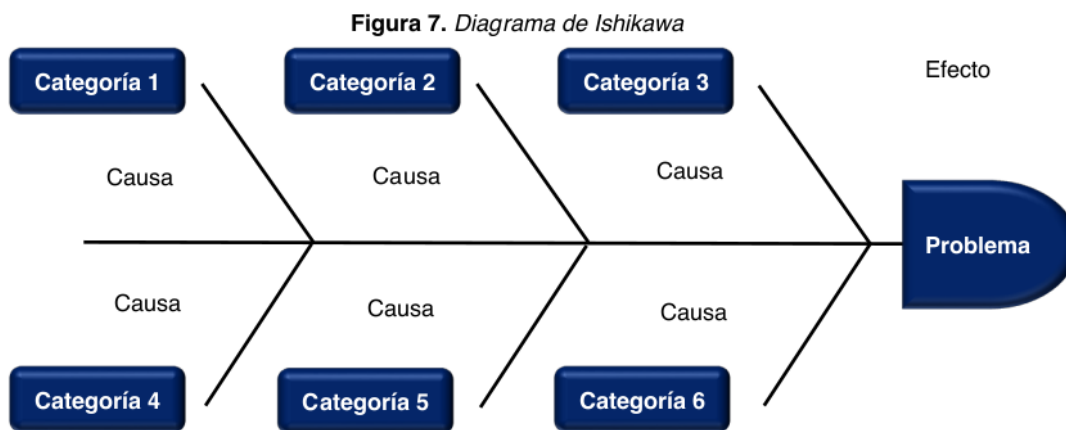 Figura 7. Diagrama de Ishikawa
Categoría 1
Categoría 2
Categoría 3
Efecto
Causa
Causa
Causa
Problema
Causa
Causa
Causa
Categoría 4
Categoría 5
Categoría 6